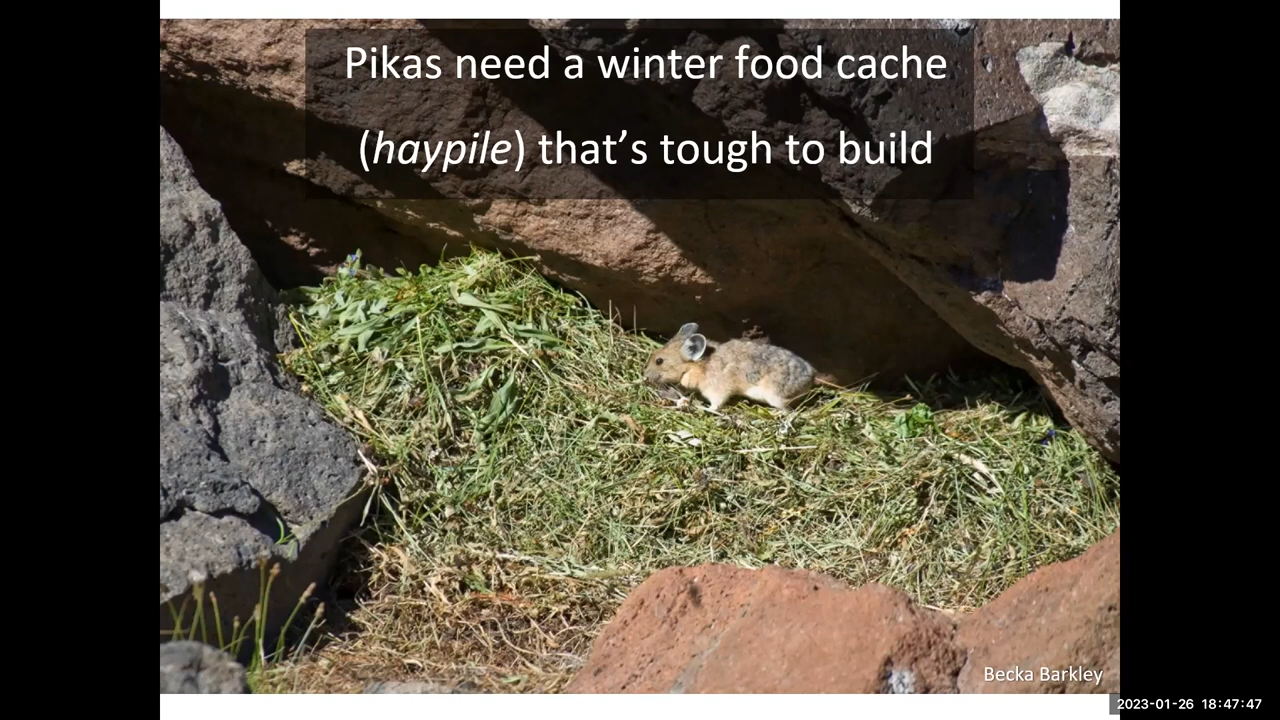 Pikas need a winter food cache
(haypile) that’s tough to build
Becka Barkley
2023-01-26 18:47:47